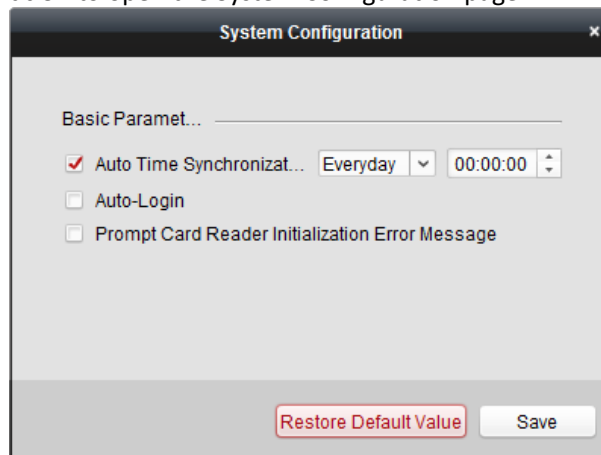 System Configuration ×
Basic Paramet...
Auto Time Synchronizat... Everyday 00:00:00
Auto-Login
Prompt Card Reader Initialization Error Message
Restore Default Value Save